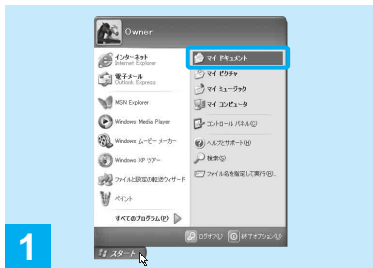 Owner
インターネット
Internet Explorer
電子メール
Outlook Express
MSN Explorer
Windows Media Player
Windows ムービー メーカー
Windows XP ツアー
ファイルと設定の転送ウィザード
ペイント
すべてのプログラム(P)
マイ ドキュメント
マイ ピクチャ
マイ ミュージック
マイ コンピュータ
コントロール パネル(C)
ヘルプとサポート(H)
検索(S)
ファイル名を指定して実行(R)...
ログオフ(L)
終了オプション(U)
スタート
1